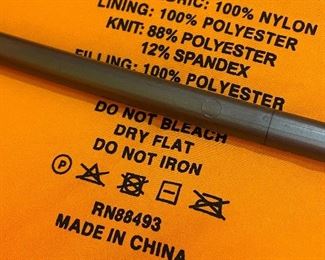 RIC: 100% NYLON
LINING: 100% POLYESTER
KNIT: 88% POLYESTER
12% SPANDEX
FILLING: 100% POLYESTER
DO NOT BLEACH
DRY FLAT
DO NOT IRON
P
RN88493
MADE IN CHINA